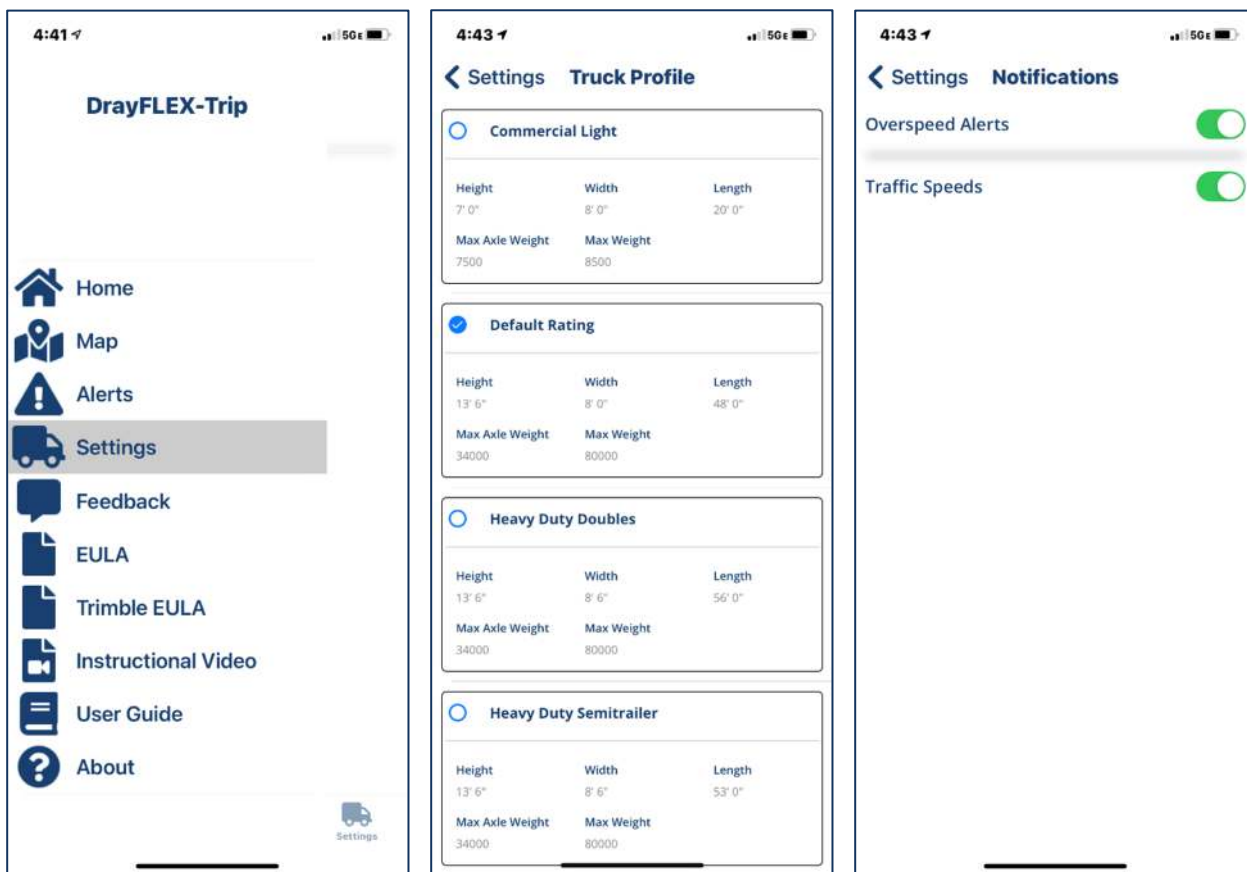 4:41
5G E
DrayFLEX-Trip
Home
Map
Alerts
Settings
Feedback
EULA
Trimble EULA
Instructional Video
User Guide
About
Settings
4:43
5G E
Settings Truck Profile
Commercial Light
Height Width Length
7' 0" 8' 0" 20' 0"
Max Axle Weight Max Weight
7500 8500
Default Rating
Height Width Length
13' 6" 8' 0" 48' 0"
Max Axle Weight Max Weight
34000 80000
Heavy Duty Doubles
Height Width Length
13' 6" 8' 6" 56' 0"
Max Axle Weight Max Weight
34000 80000
Heavy Duty Semitrailer
Height Width Length
13' 6" 8' 6" 53' 0"
Max Axle Weight Max Weight
34000 80000
4:43
5G E
Settings Notifications
Overspeed Alerts
Traffic Speeds